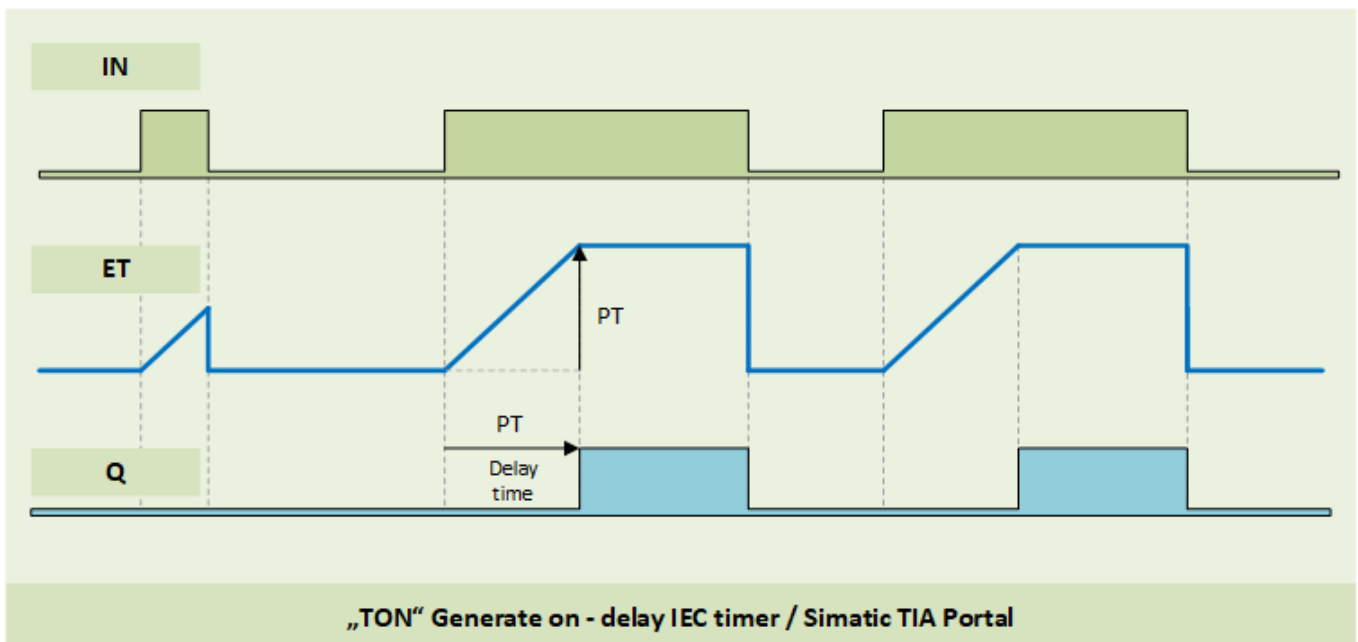 IN
ET
PT
PT
Q
Delay
time
„TON“ Generate on - delay IEC timer / Simatic TIA Portal